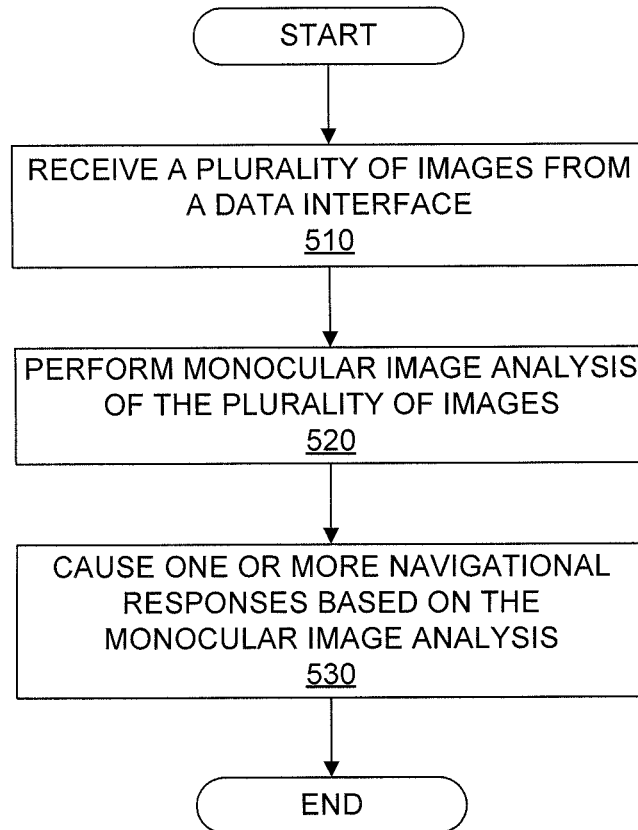 START
RECEIVE A PLURALITY OF IMAGES FROM
A DATA INTERFACE
510
PERFORM MONOCULAR IMAGE ANALYSIS
OF THE PLURALITY OF IMAGES
520
CAUSE ONE OR MORE NAVIGATIONAL
RESPONSES BASED ON THE
MONOCULAR IMAGE ANALYSIS
530
END